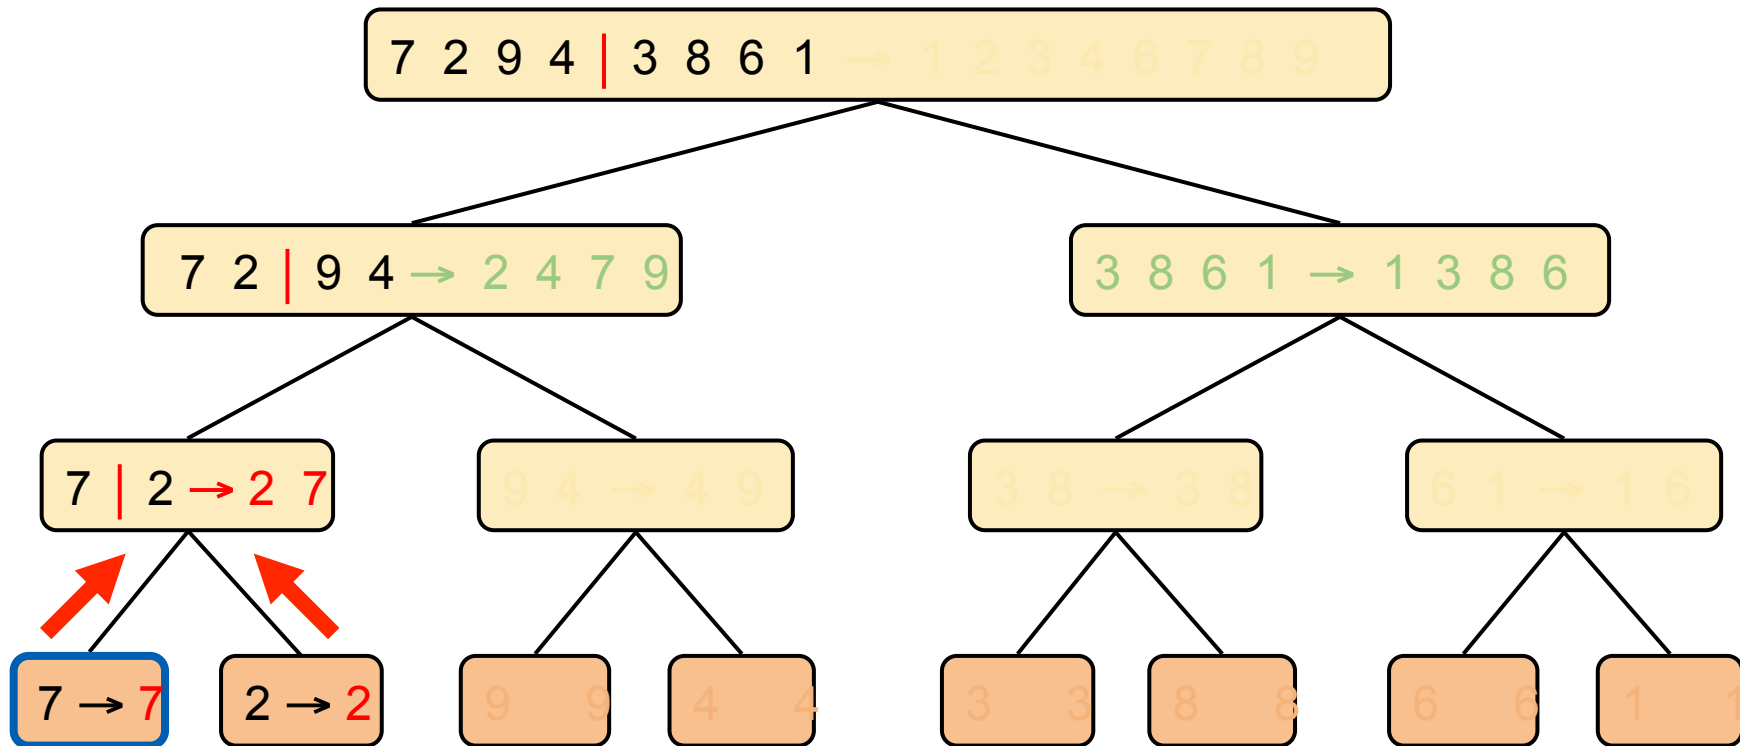 7 2 9 4 | 3 8 6 1 → 1 2 3 4 6 7 8 9
7 2 | 9 4 → 2 4 7 9
3 8 6 1 → 1 3 8 6
7 | 2 → 2 7
9 4 → 4 9
3 8 → 3 8
6 1 → 1 6
7 → 7
2 → 2
9 9
4 4
3 3
8 8
6 6
1 1